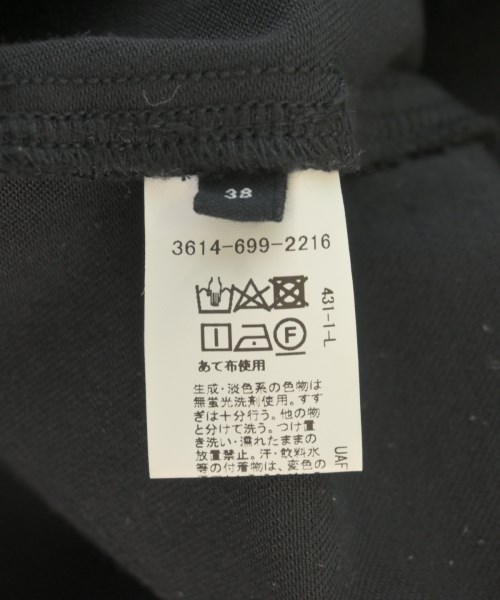 38
3614-699-2216
431-1-L
F
あて布使用
生成・淡色系の色物は
無蛍光洗剤使用。すす
ぎは十分行う。他の物
と分けて洗う。つけ置
き洗い・濡れたままの
放置禁止。汗・飲料水
等の付着物は、変色の
UAF